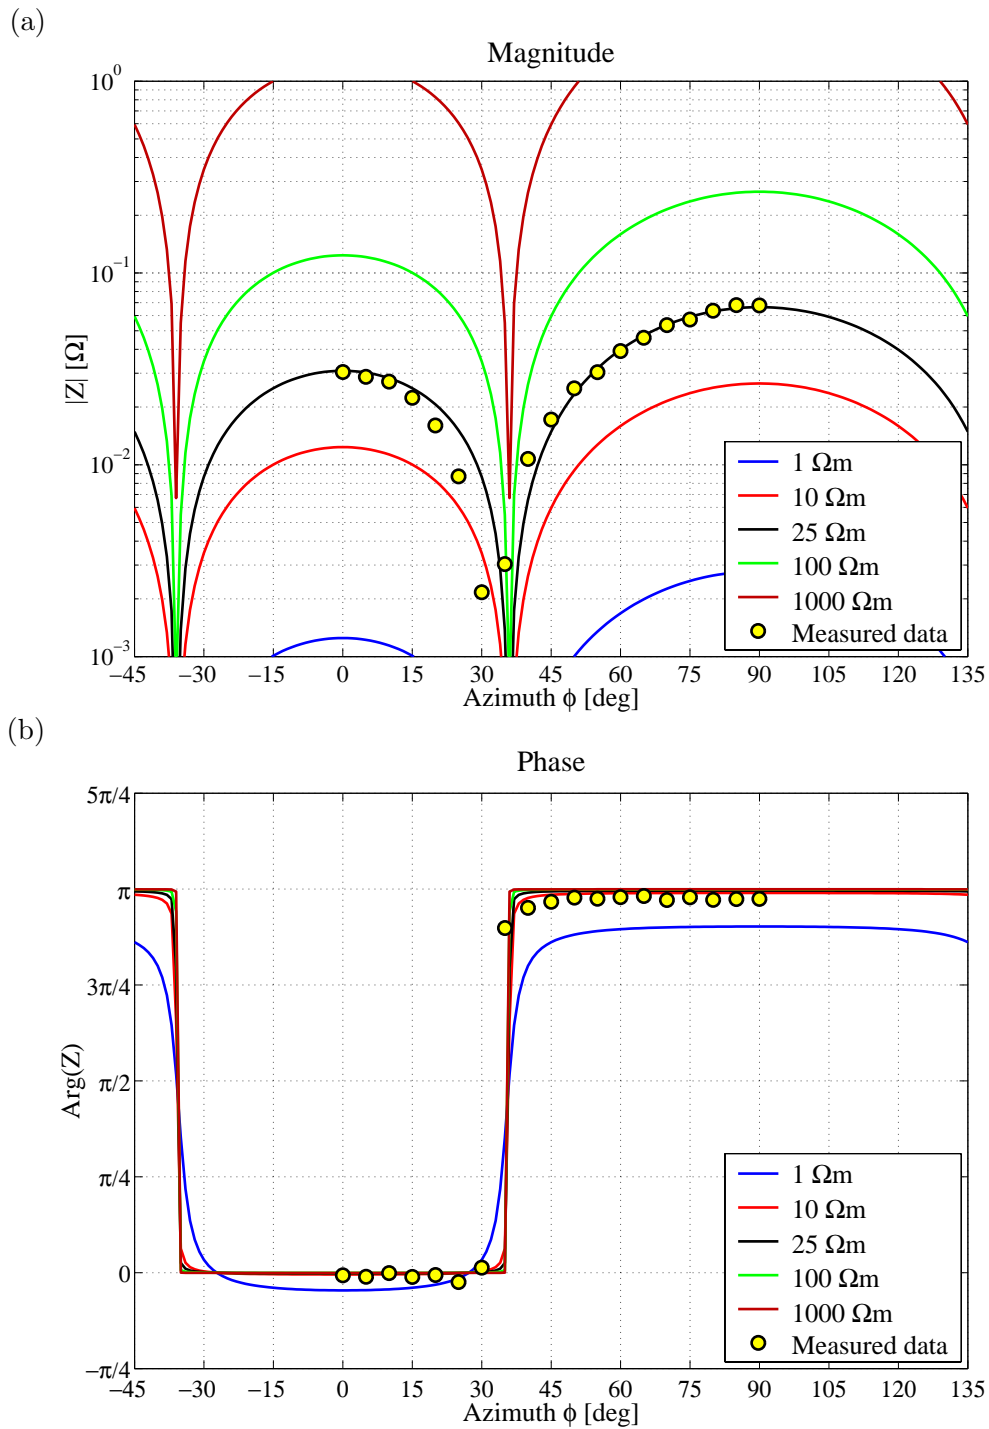 (a)
Magnitude
10⁰
10⁻¹
10⁻²
10⁻³
|Z| [Ω]
−45 −30 −15 0 15 30 45 60 75 90 105 120 135
Azimuth ϕ [deg]
1 Ωm
10 Ωm
25 Ωm
100 Ωm
1000 Ωm
Measured data
(b)
Phase
5π/4
π
3π/4
π/2
π/4
0
−π/4
Arg(Z)
−45 −30 −15 0 15 30 45 60 75 90 105 120 135
Azimuth ϕ [deg]
1 Ωm
10 Ωm
25 Ωm
100 Ωm
1000 Ωm
Measured data